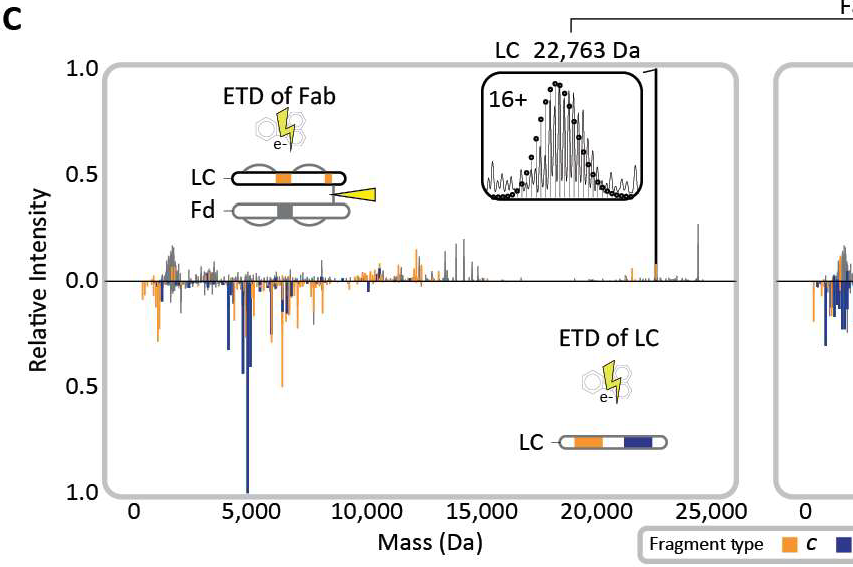 C
Fa
LC 22,763 Da
1.0
ETD of Fab
16+
e-
0.5
LC
Fd
Relative Intensity
0.0
ETD of LC
0.5
e-
LC
1.0
0 5,000 10,000 15,000 20,000 25,000 0
Mass (Da)
Fragment type C